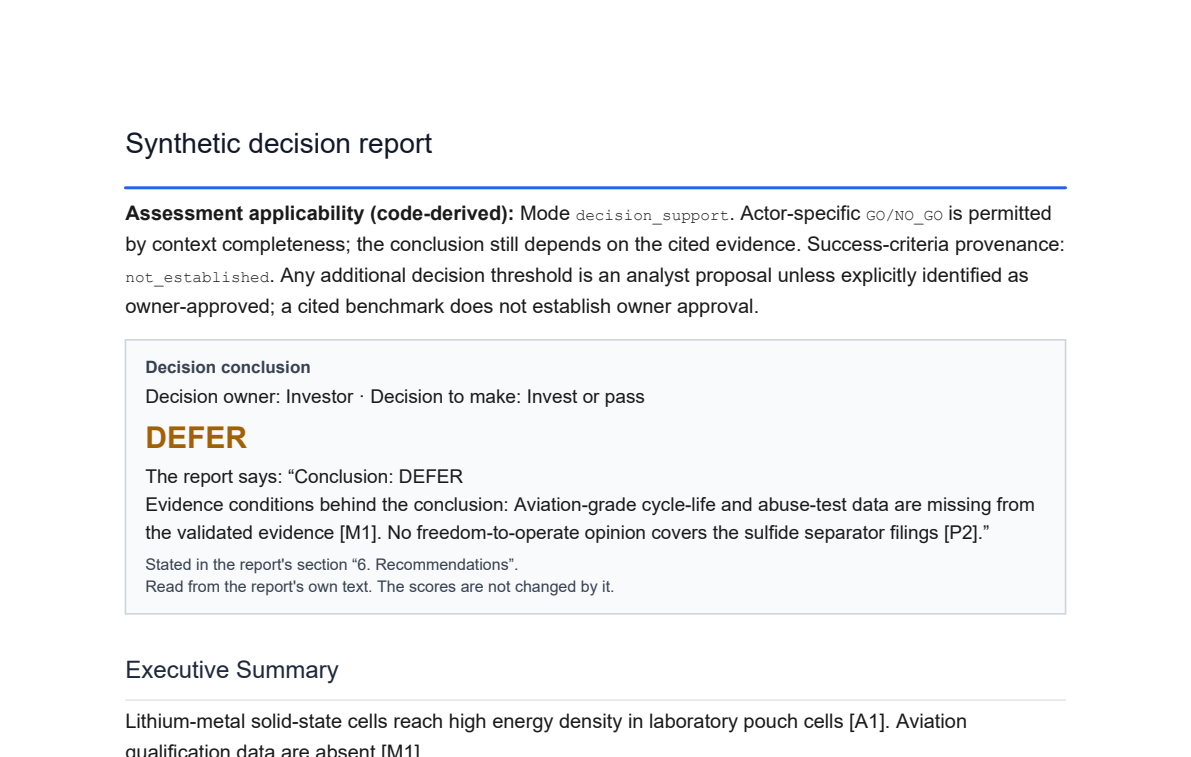 Synthetic decision report
Assessment applicability (code-derived): Mode decision_support. Actor-specific GO/NO_GO is permitted
by context completeness; the conclusion still depends on the cited evidence. Success-criteria provenance:
not_established. Any additional decision threshold is an analyst proposal unless explicitly identified as
owner-approved; a cited benchmark does not establish owner approval.
Decision conclusion
Decision owner: Investor · Decision to make: Invest or pass
DEFER
The report says: “Conclusion: DEFER
Evidence conditions behind the conclusion: Aviation-grade cycle-life and abuse-test data are missing from
the validated evidence [M1]. No freedom-to-operate opinion covers the sulfide separator filings [P2].”
Stated in the report's section “6. Recommendations”.
Read from the report's own text. The scores are not changed by it.
Executive Summary
Lithium-metal solid-state cells reach high energy density in laboratory pouch cells [A1]. Aviation
qualification data are absent [M1]